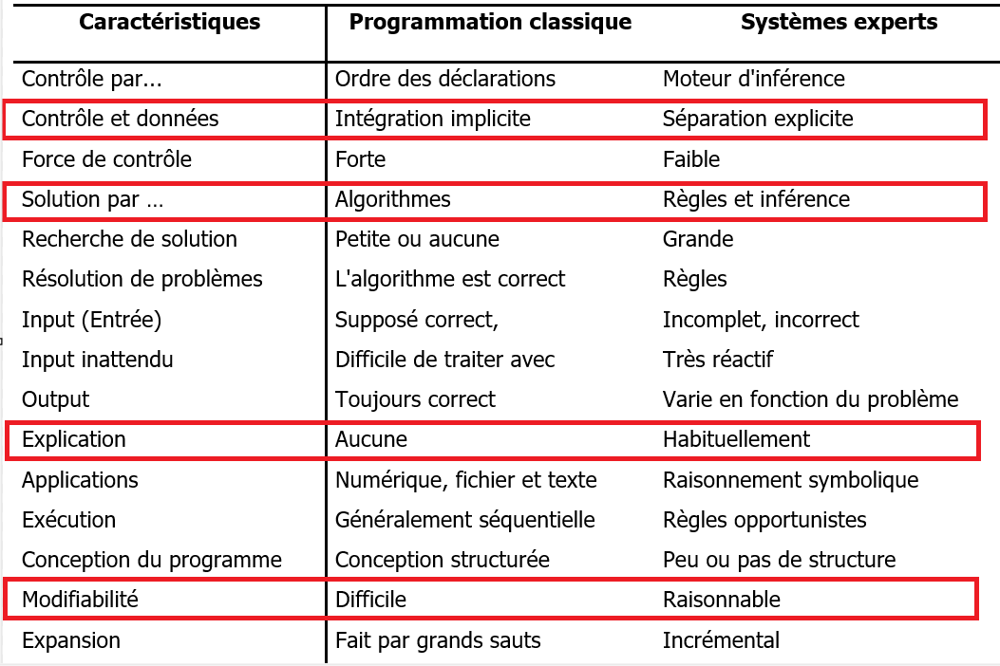 Caractéristiques Programmation classique Systèmes experts
Contrôle par... Ordre des déclarations Moteur d'inférence
Contrôle et données Intégration implicite Séparation explicite
Force de contrôle Forte Faible
Solution par ... Algorithmes Règles et inférence
Recherche de solution Petite ou aucune Grande
Résolution de problèmes L'algorithme est correct Règles
Input (Entrée) Supposé correct, Incomplet, incorrect
Input inattendu Difficile de traiter avec Très réactif
Output Toujours correct Varie en fonction du problème
Explication Aucune Habituellement
Applications Numérique, fichier et texte Raisonnement symbolique
Exécution Généralement séquentielle Règles opportunistes
Conception du programme Conception structurée Peu ou pas de structure
Modifiabilité Difficile Raisonnable
Expansion Fait par grands sauts Incrémental